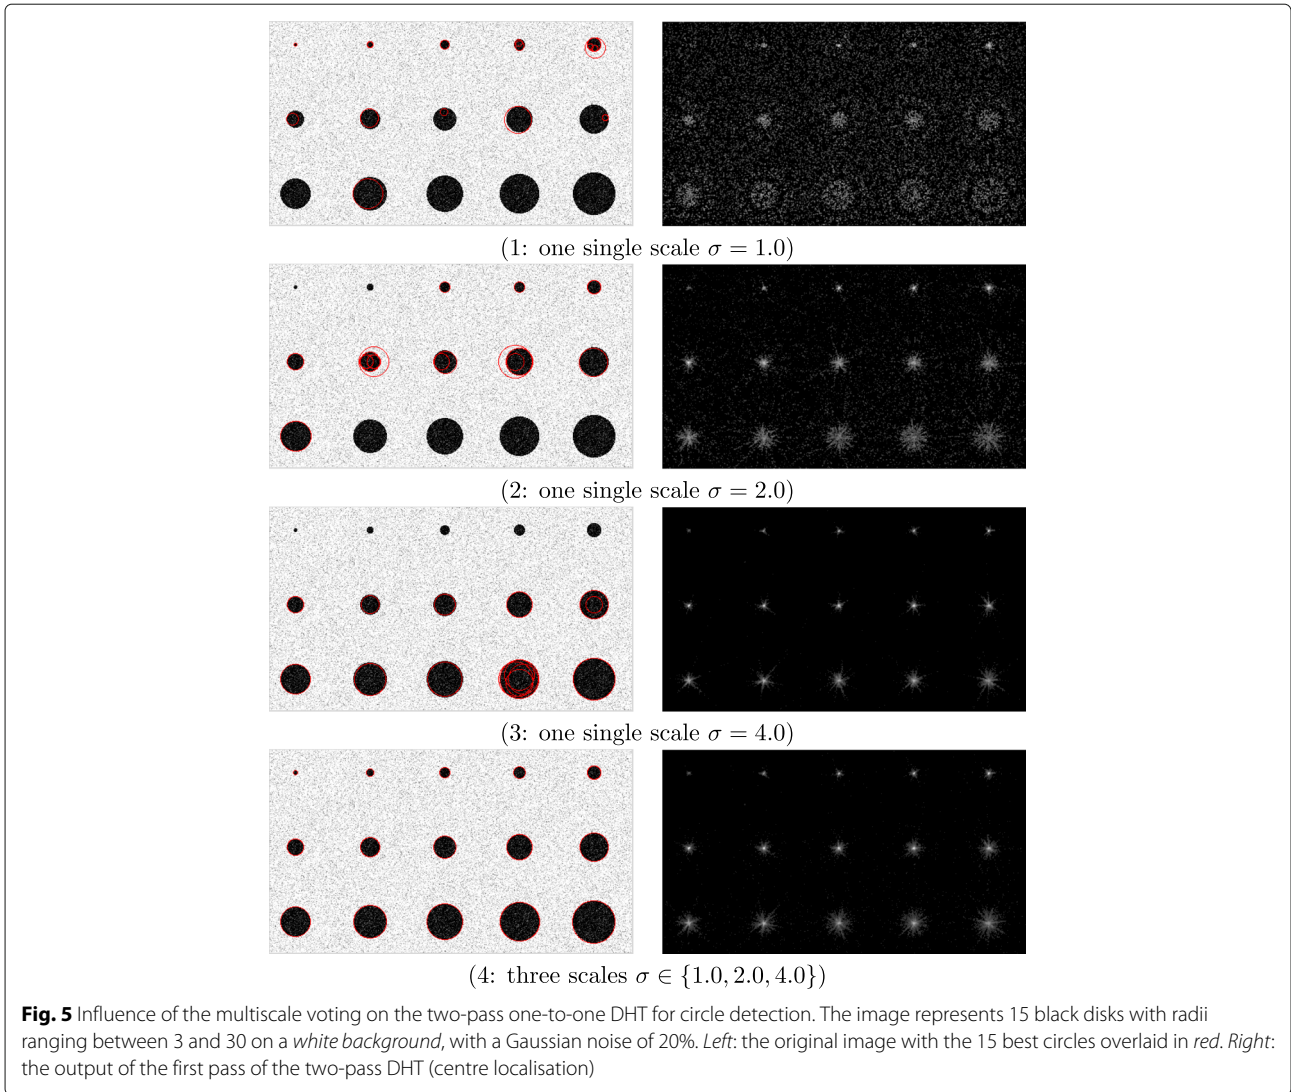 (1: one single scale σ = 1.0)
(2: one single scale σ = 2.0)
(3: one single scale σ = 4.0)
(4: three scales σ ∈ {1.0, 2.0, 4.0})
Fig. 5 Influence of the multiscale voting on the two-pass one-to-one DHT for circle detection. The image represents 15 black disks with radii
ranging between 3 and 30 on a white background, with a Gaussian noise of 20%. Left: the original image with the 15 best circles overlaid in red. Right:
the output of the first pass of the two-pass DHT (centre localisation)